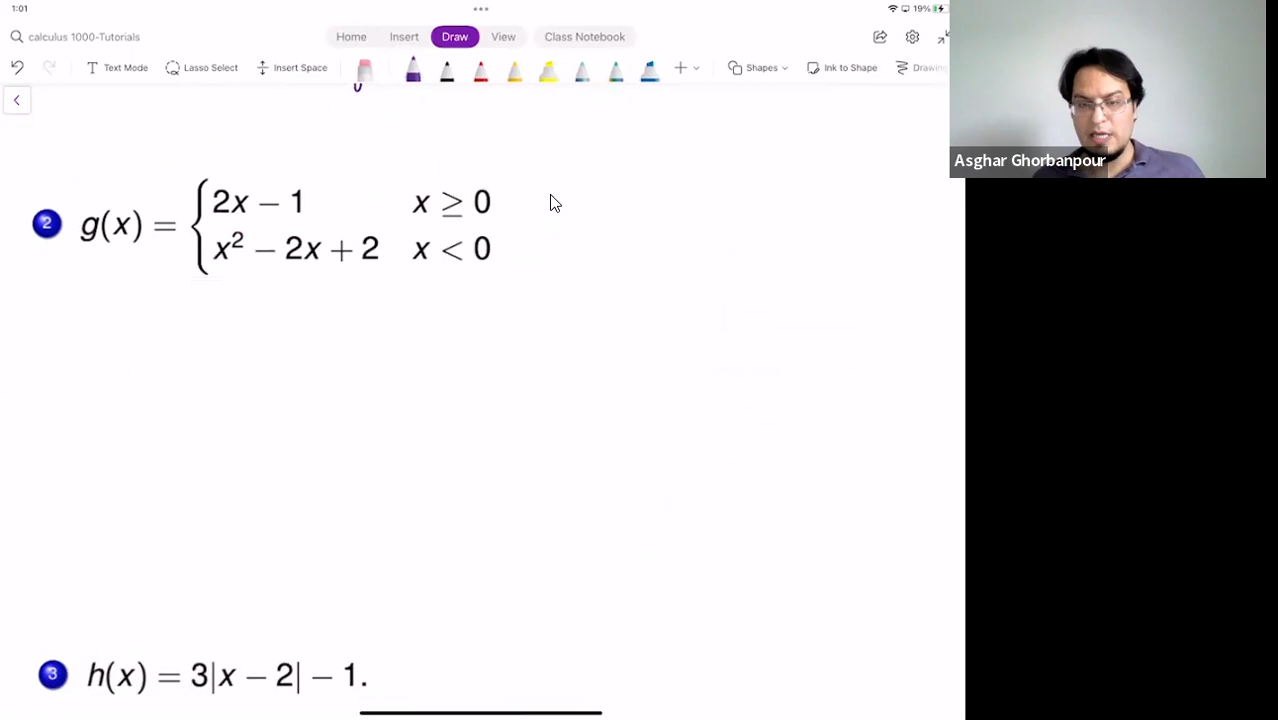 1:01
19%
calculus 1000-Tutorials
Home Insert Draw View Class Notebook
Text Mode Lasso Select Insert Space Shapes Ink to Shape Drawing
Asghar Ghorbanpour
2 g(x) = { 2x − 1 x ≥ 0
x² − 2x + 2 x < 0
3 h(x) = 3|x − 2| − 1.